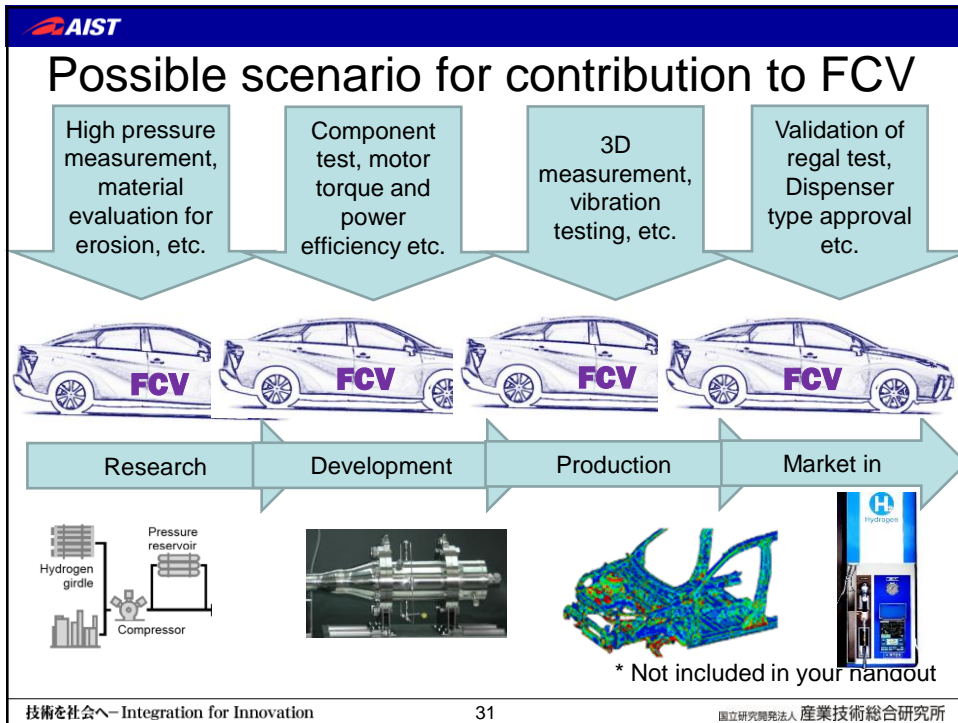 AIST
Possible scenario for contribution to FCV
High pressure
measurement,
material
evaluation for
erosion, etc.
Component
test, motor
torque and
power
efficiency etc.
3D
measurement,
vibration
testing, etc.
Validation of
regal test,
Dispenser
type approval
etc.
FCV
FCV
FCV
FCV
Research
Development
Production
Market in
Pressure
reservoir
Hydrogen
girdle
Compressor
H2
Hydrogen
* Not included in your handout
技術を社会へ–Integration for Innovation
31
国立研究開発法人 産業技術総合研究所